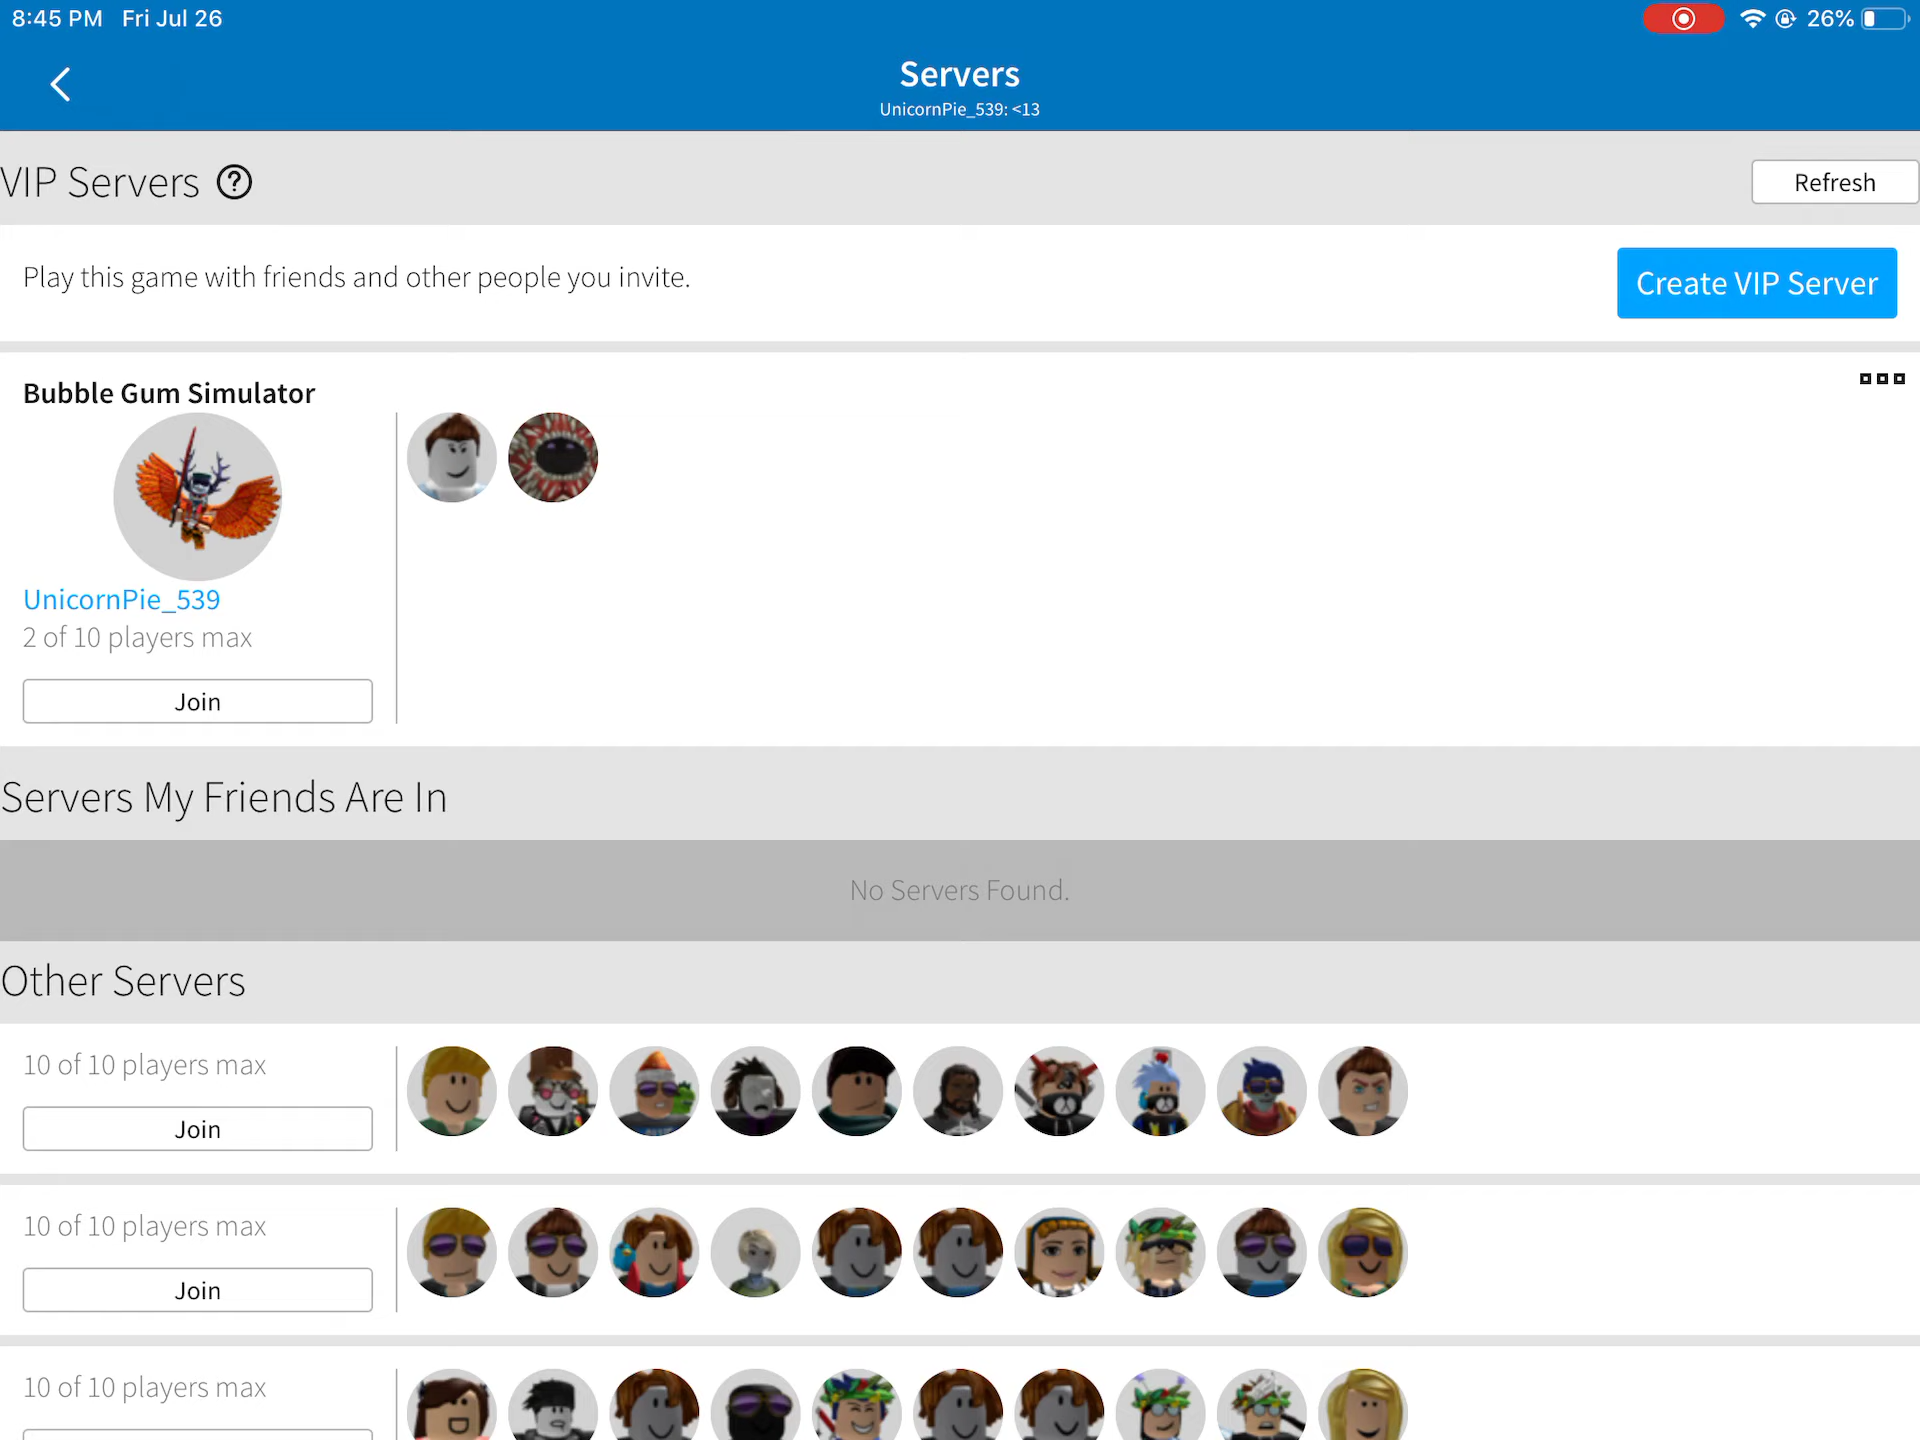 8:45 PM Fri Jul 26
26%
Servers
UnicornPie_539: <13
VIP Servers ?
Refresh
Play this game with friends and other people you invite.
Create VIP Server
Bubble Gum Simulator
UnicornPie_539
2 of 10 players max
Join
Servers My Friends Are In
No Servers Found.
Other Servers
10 of 10 players max
Join
10 of 10 players max
Join
10 of 10 players max